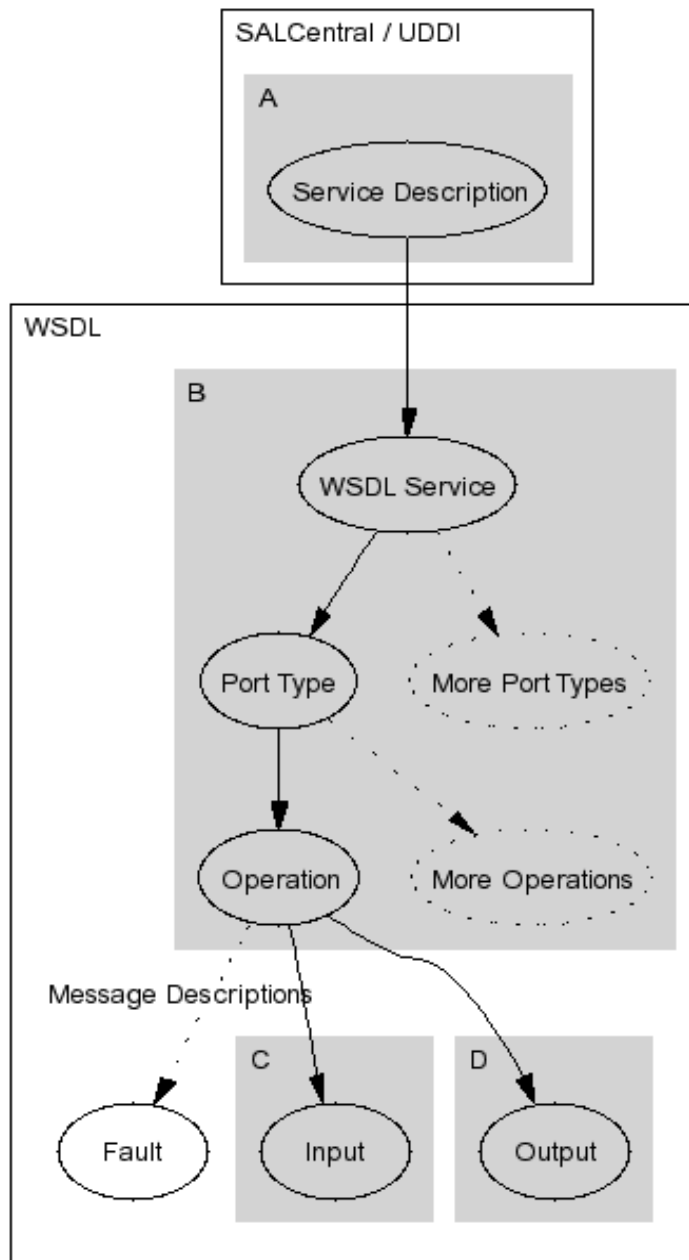 SALCentral / UDDI
A
Service Description
WSDL
B
WSDL Service
Port Type
More Port Types
Operation
More Operations
Message Descriptions
C
D
Fault
Input
Output